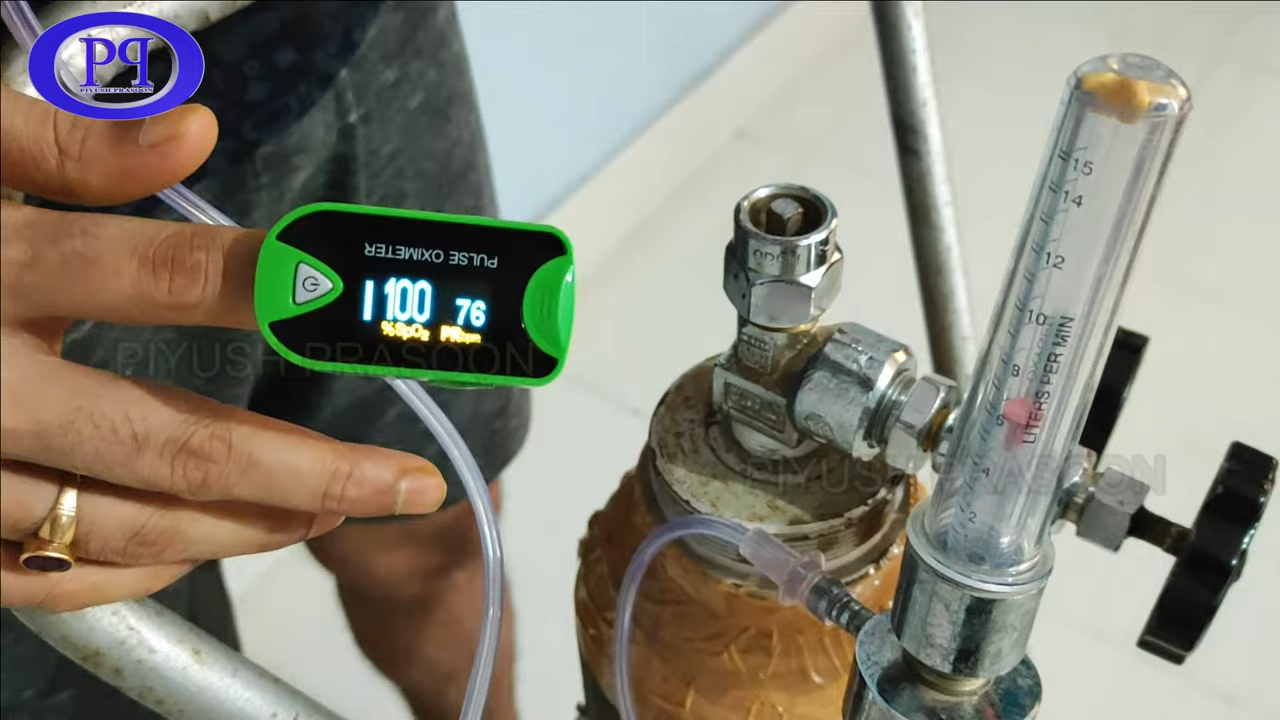 PP
PIYUSH PRASOON
PULSE OXIMETER
100 76
%SpO₂ PRbpm
PIYUSH PRASOON
OPEN
15
14
12
10
8
6
4
2
LITERS PER MIN
PIYUSH PRASOON